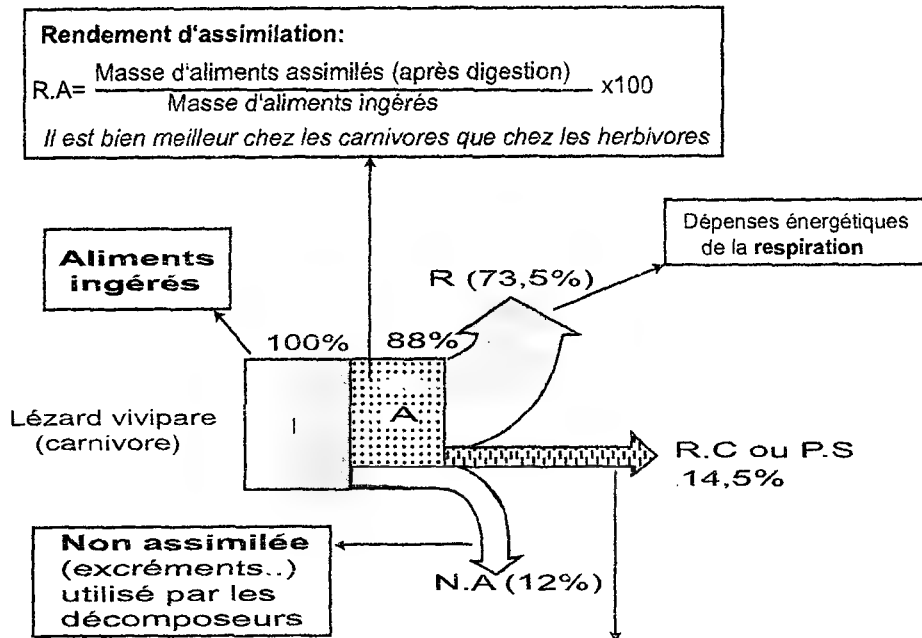 Rendement d'assimilation:
R.A= Masse d'aliments assimilés (après digestion) x100
Masse d'aliments ingérés
Il est bien meilleur chez les carnivores que chez les herbivores
Aliments
ingérés
Dépenses énergétiques
de la respiration
R (73,5%)
100% 88%
Lézard vivipare
(carnivore)
I
A
R.C ou P.S
14,5%
Non assimilée
(excréments..)
utilisé par les
décomposeurs
N.A (12%)